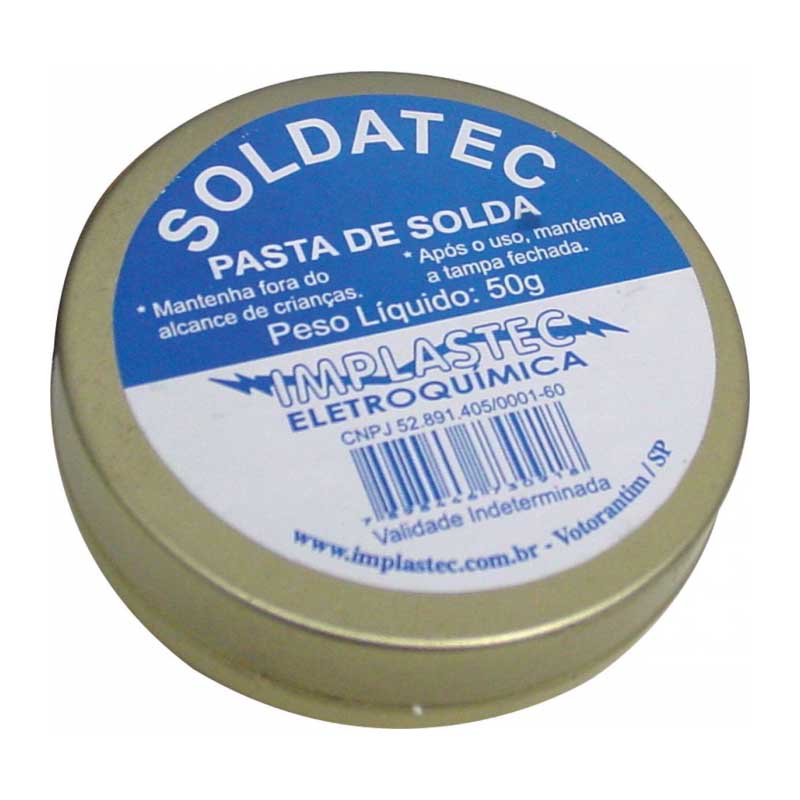 SOLDATEC
PASTA DE SOLDA
* Mantenha fora do
alcance de crianças.
* Após o uso, mantenha
a tampa fechada.
Peso Líquido: 50g
IMPLASTEC
ELETROQUÍMICA
CNPJ 52.891.405/0001-60
Validade Indeterminada
www.implastec.com.br - Votorantim / SP